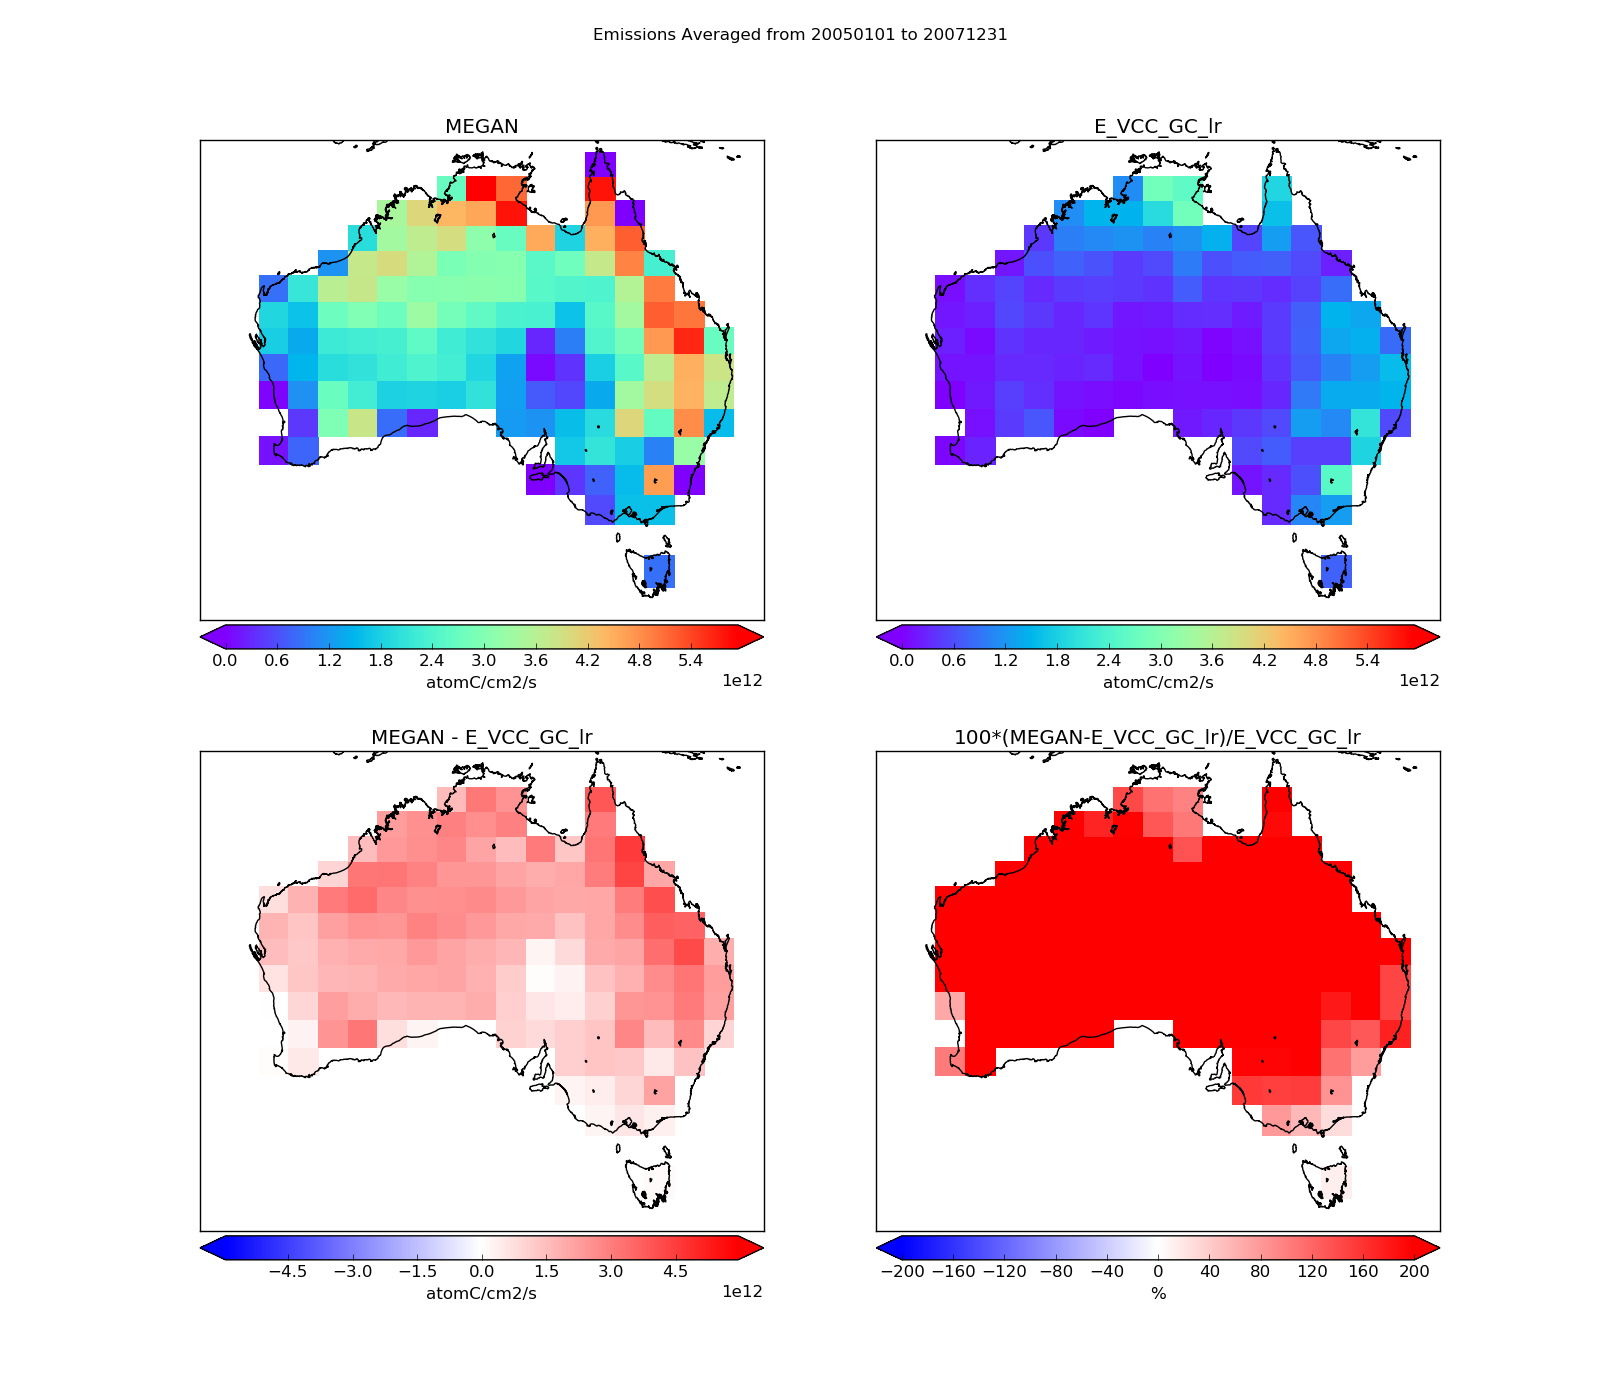 Emissions Averaged from 20050101 to 20071231
MEGAN
E_VCC_GC_lr
0.0 0.6 1.2 1.8 2.4 3.0 3.6 4.2 4.8 5.4
atomC/cm2/s
1e12
0.0 0.6 1.2 1.8 2.4 3.0 3.6 4.2 4.8 5.4
atomC/cm2/s
1e12
MEGAN - E_VCC_GC_lr
100*(MEGAN-E_VCC_GC_lr)/E_VCC_GC_lr
−4.5 −3.0 −1.5 0.0 1.5 3.0 4.5
atomC/cm2/s
1e12
−200 −160 −120 −80 −40 0 40 80 120 160 200
%